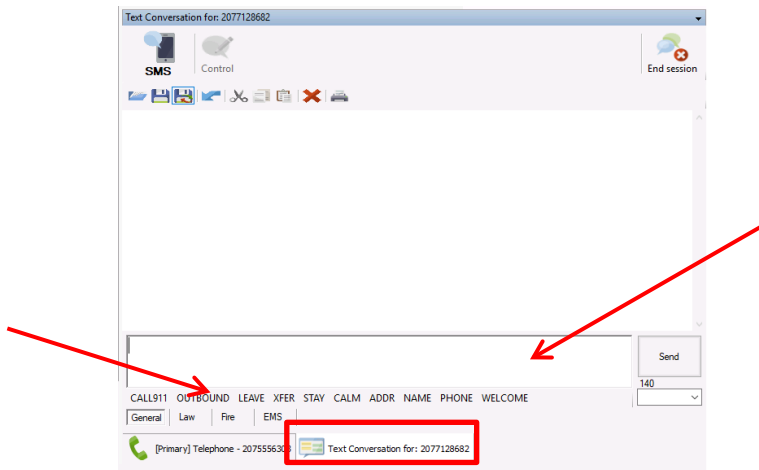 Text Conversation for: 2077128682
SMS
Control
End session
Send
140
CALL911 OUTBOUND LEAVE XFER STAY CALM ADDR NAME PHONE WELCOME
General Law Fire EMS
[Primary] Telephone - 2075556303 Text Conversation for: 2077128682